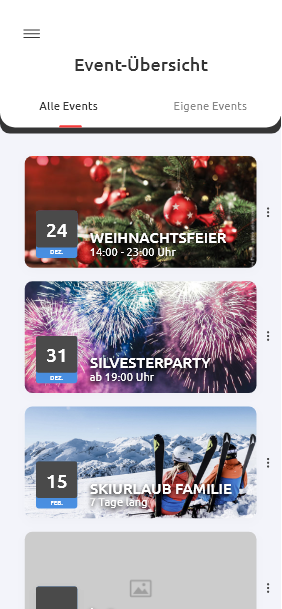 Event-Übersicht
Alle Events
Eigene Events
24
DEZ.
WEIHNACHTSFEIER
14:00 - 23:00 Uhr
31
DEZ.
SILVESTERPARTY
ab 19:00 Uhr
15
FEB.
SKIURLAUB FAMILIE
7 Tage lang